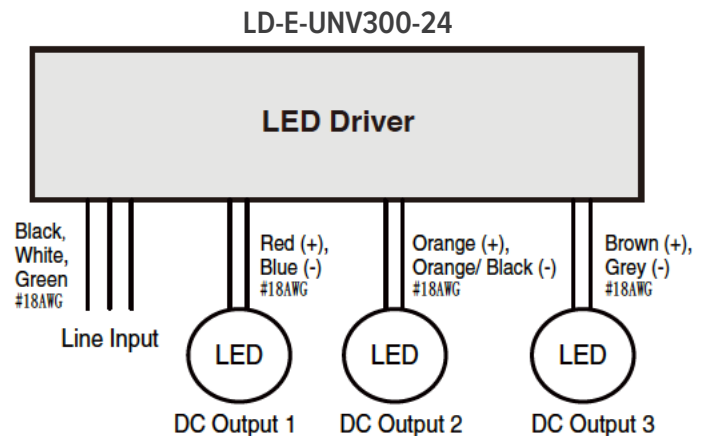 LD-E-UNV300-24
LED Driver
Black,
White,
Green
#18AWG
Line Input
Red (+),
Blue (-)
#18AWG
Orange (+),
Orange/ Black (-)
#18AWG
Brown (+),
Grey (-)
#18AWG
LED
LED
LED
DC Output 1
DC Output 2
DC Output 3